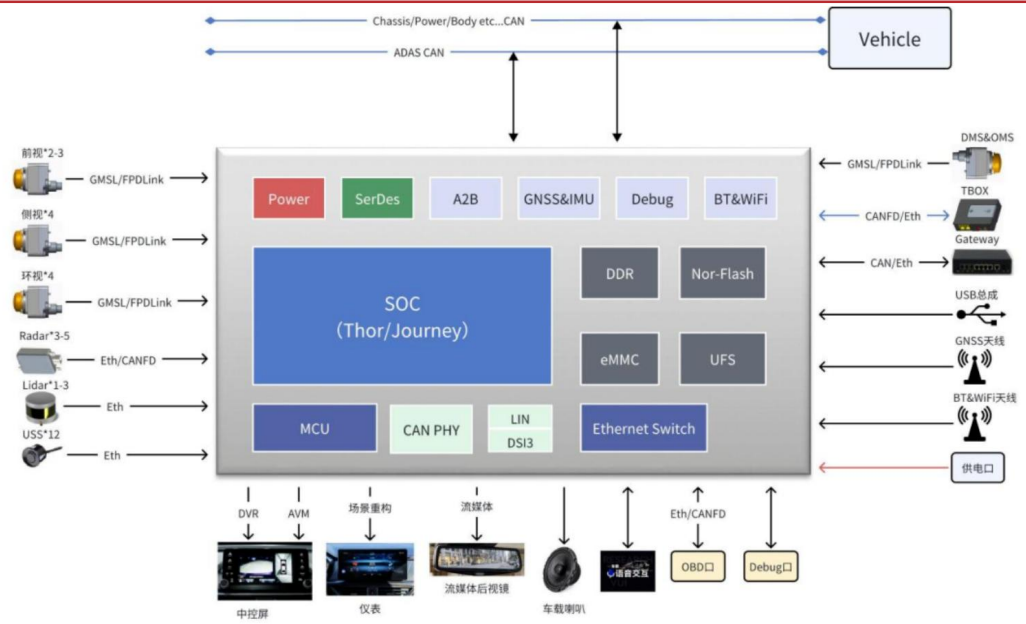 Chassis/Power/Body etc...CAN
ADAS CAN
Vehicle
前视*2-3
GMSL/FPDLink
侧视*4
GMSL/FPDLink
环视*4
GMSL/FPDLink
Radar*3-5
Eth/CANFD
Lidar*1-3
Eth
USS*12
Eth
Power
SerDes
A2B
GNSS&IMU
Debug
BT&WiFi
SOC
（Thor/Journey）
DDR
Nor-Flash
eMMC
UFS
MCU
CAN PHY
LIN
DSI3
Ethernet Switch
DMS&OMS
GMSL/FPDLink
TBOX
CANFD/Eth
Gateway
CAN/Eth
USB总成
GNSS天线
BT&WiFi天线
供电口
DVR
AVM
场景重构
流媒体
Eth/CANFD
语音交互
OBD口
Debug口
中控屏
仪表
流媒体后视镜
车载喇叭